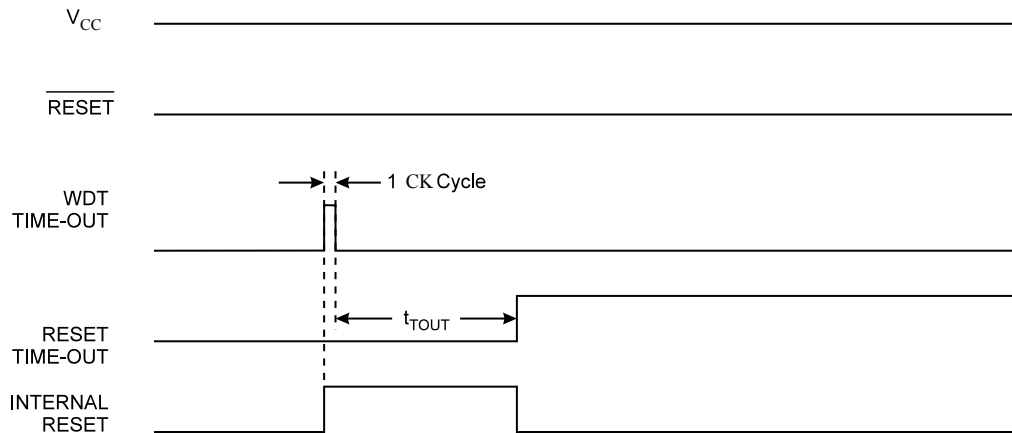 VCC
RESET
1 CK Cycle
WDT
TIME-OUT
tTOUT
RESET
TIME-OUT
INTERNAL
RESET